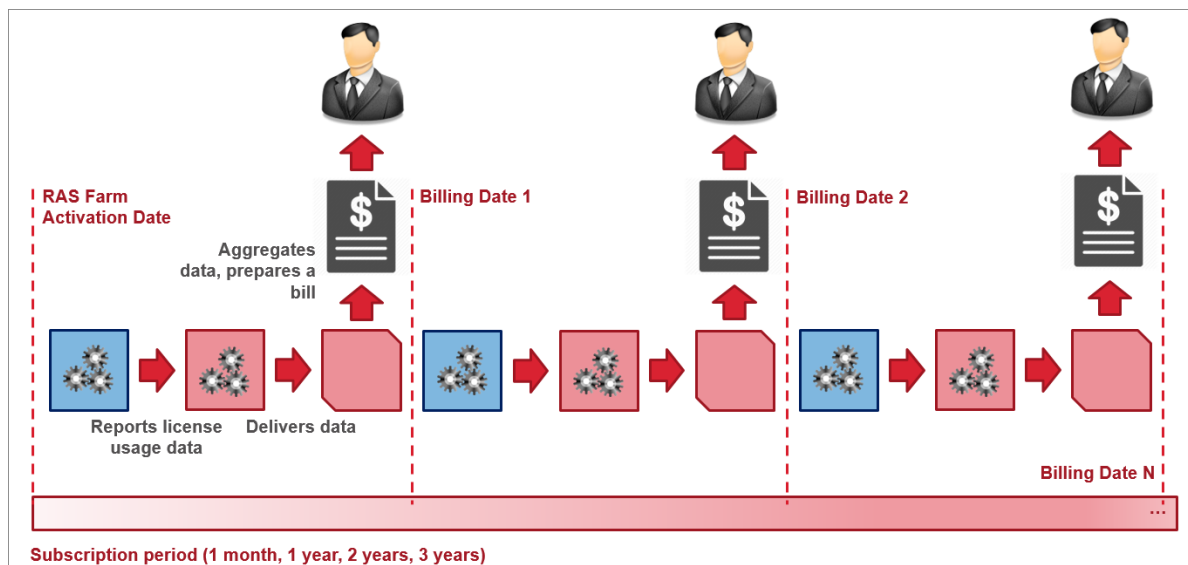 RAS Farm
Activation Date
Billing Date 1
Billing Date 2
$
$
$
Aggregates
data, prepares a
bill
Reports license
usage data
Delivers data
Billing Date N
...
Subscription period (1 month, 1 year, 2 years, 3 years)